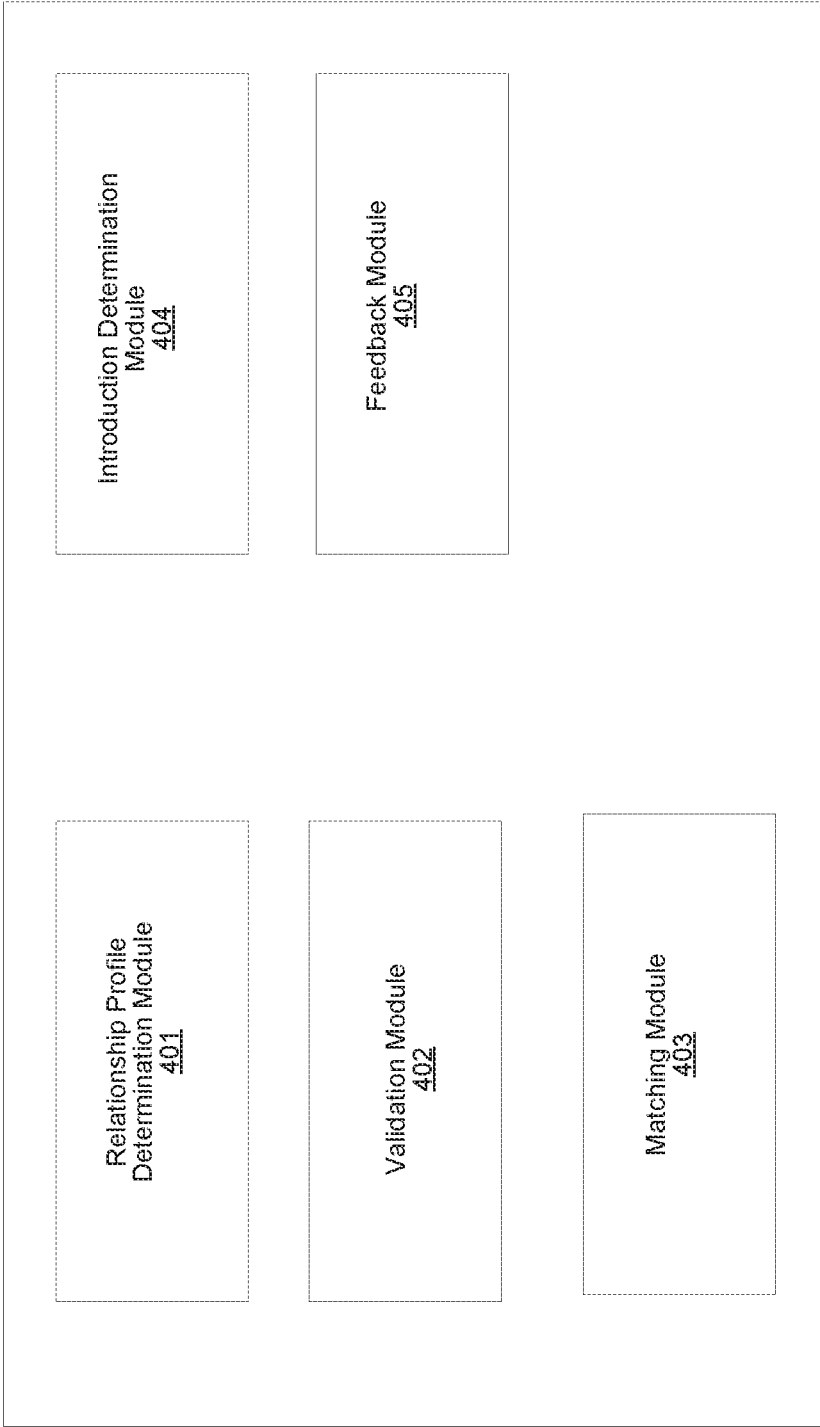 Relationship Profile
Determination Module
401
Validation Module
402
Matching Module
403
Introduction Determination
Module
404
Feedback Module
405